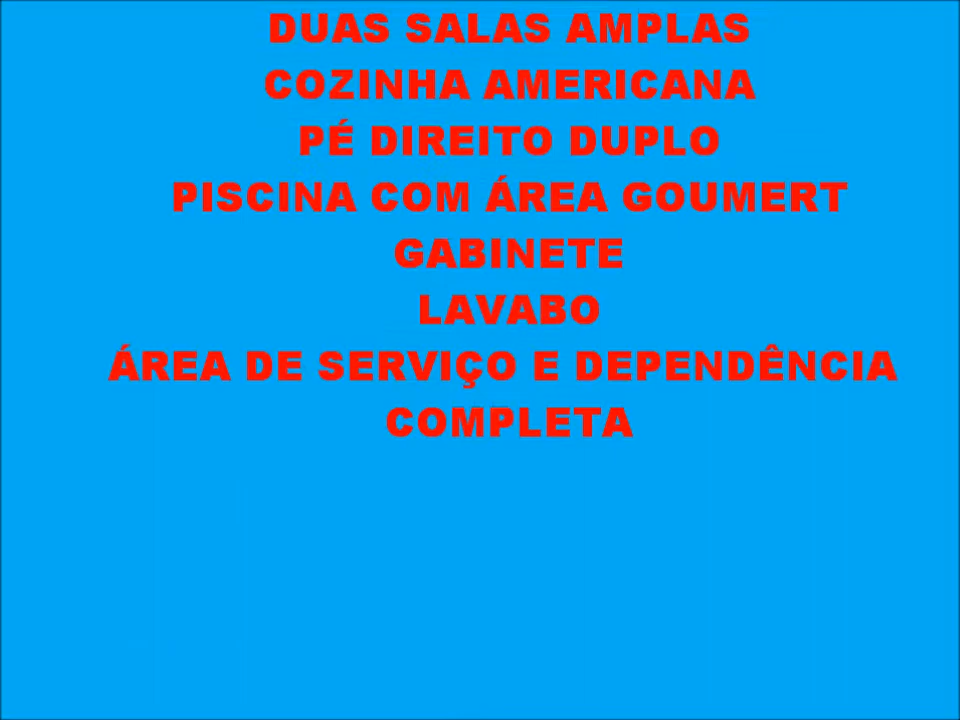 DUAS SALAS AMPLAS
COZINHA AMERICANA
PÉ DIREITO DUPLO
PISCINA COM ÁREA GOUMERT
GABINETE
LAVABO
ÁREA DE SERVIÇO E DEPENDÊNCIA
COMPLETA